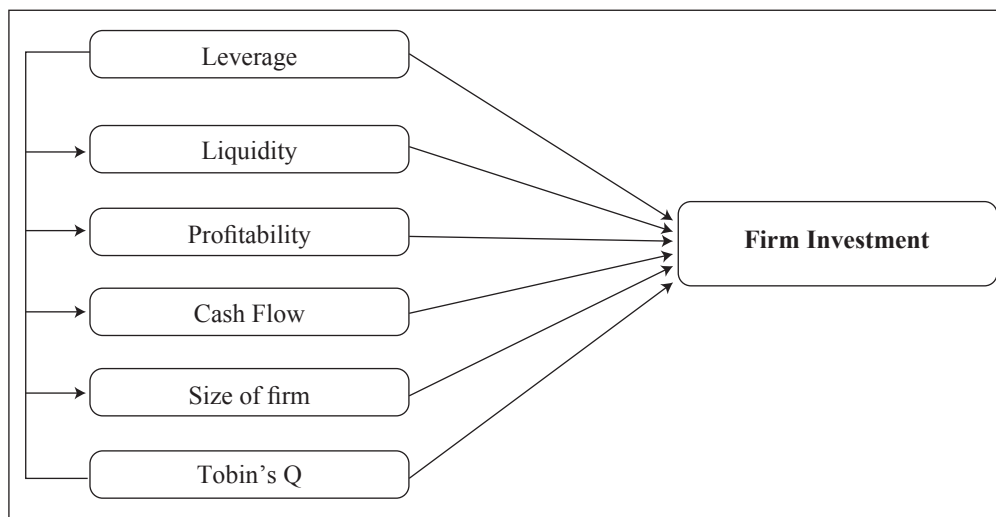 Leverage
Liquidity
Profitability
Cash Flow
Size of firm
Tobin’s Q
Firm Investment